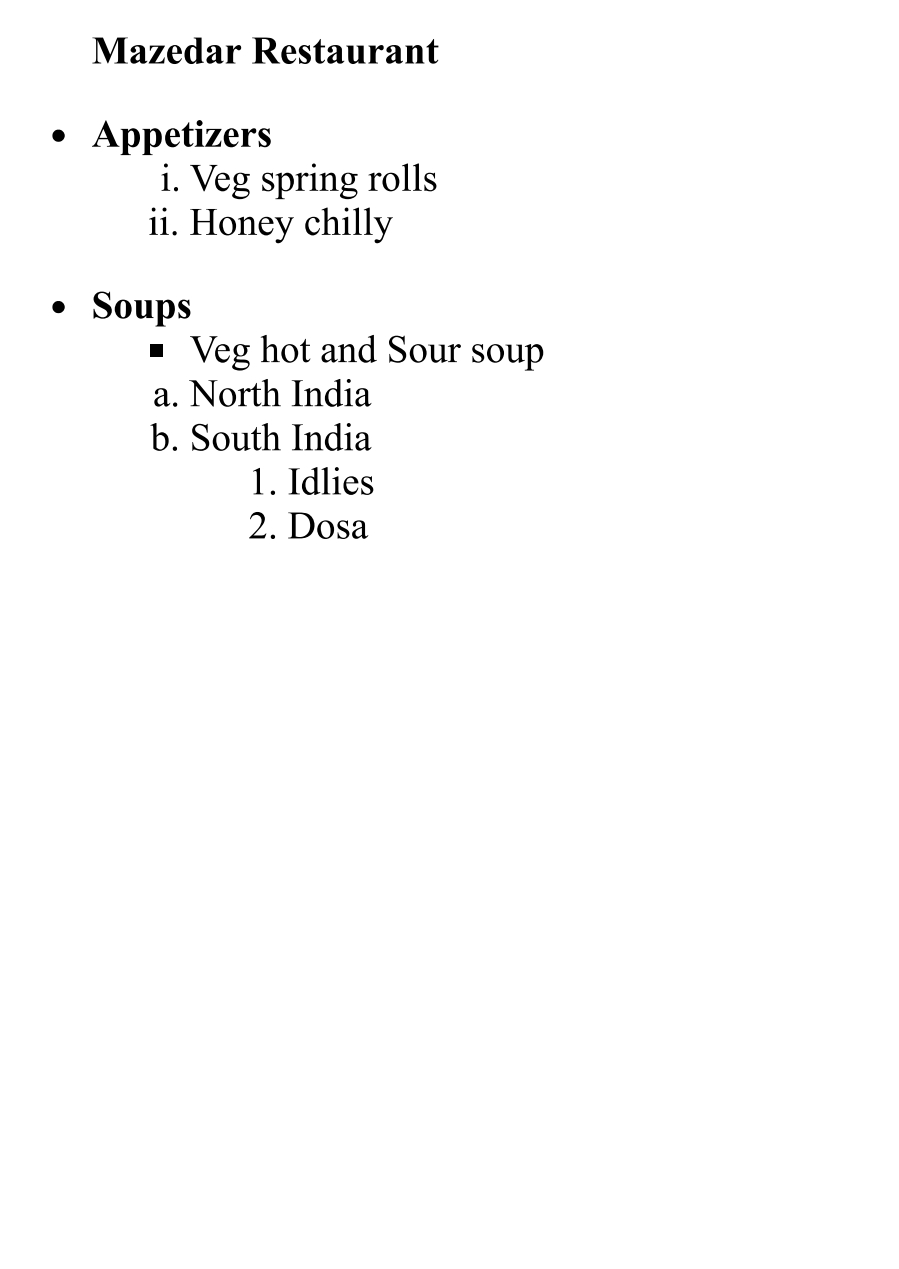 Mazedar Restaurant
• Appetizers
i. Veg spring rolls
ii. Honey chilly
• Soups
▪ Veg hot and Sour soup
a. North India
b. South India
1. Idlies
2. Dosa